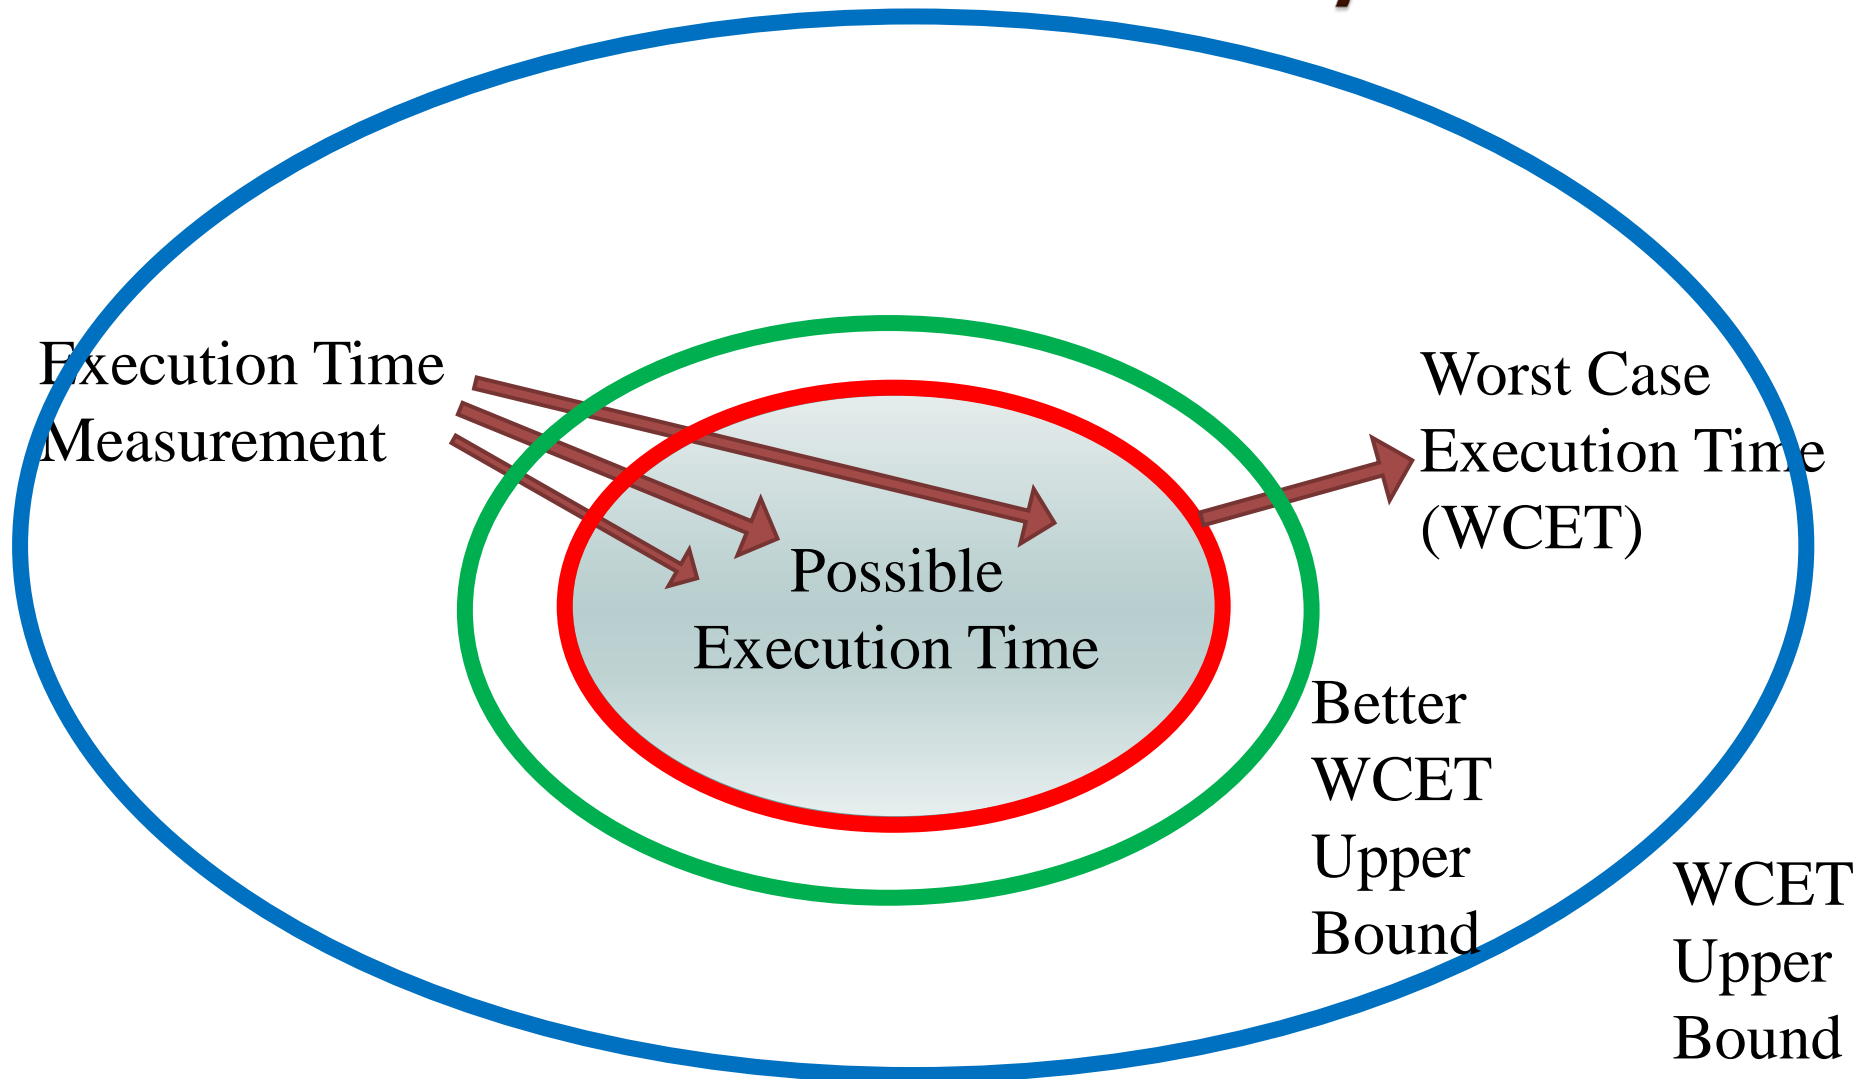 Execution Time
Measurement
Worst Case
Execution Time
(WCET)
Possible
Execution Time
Better
WCET
Upper
Bound
WCET
Upper
Bound